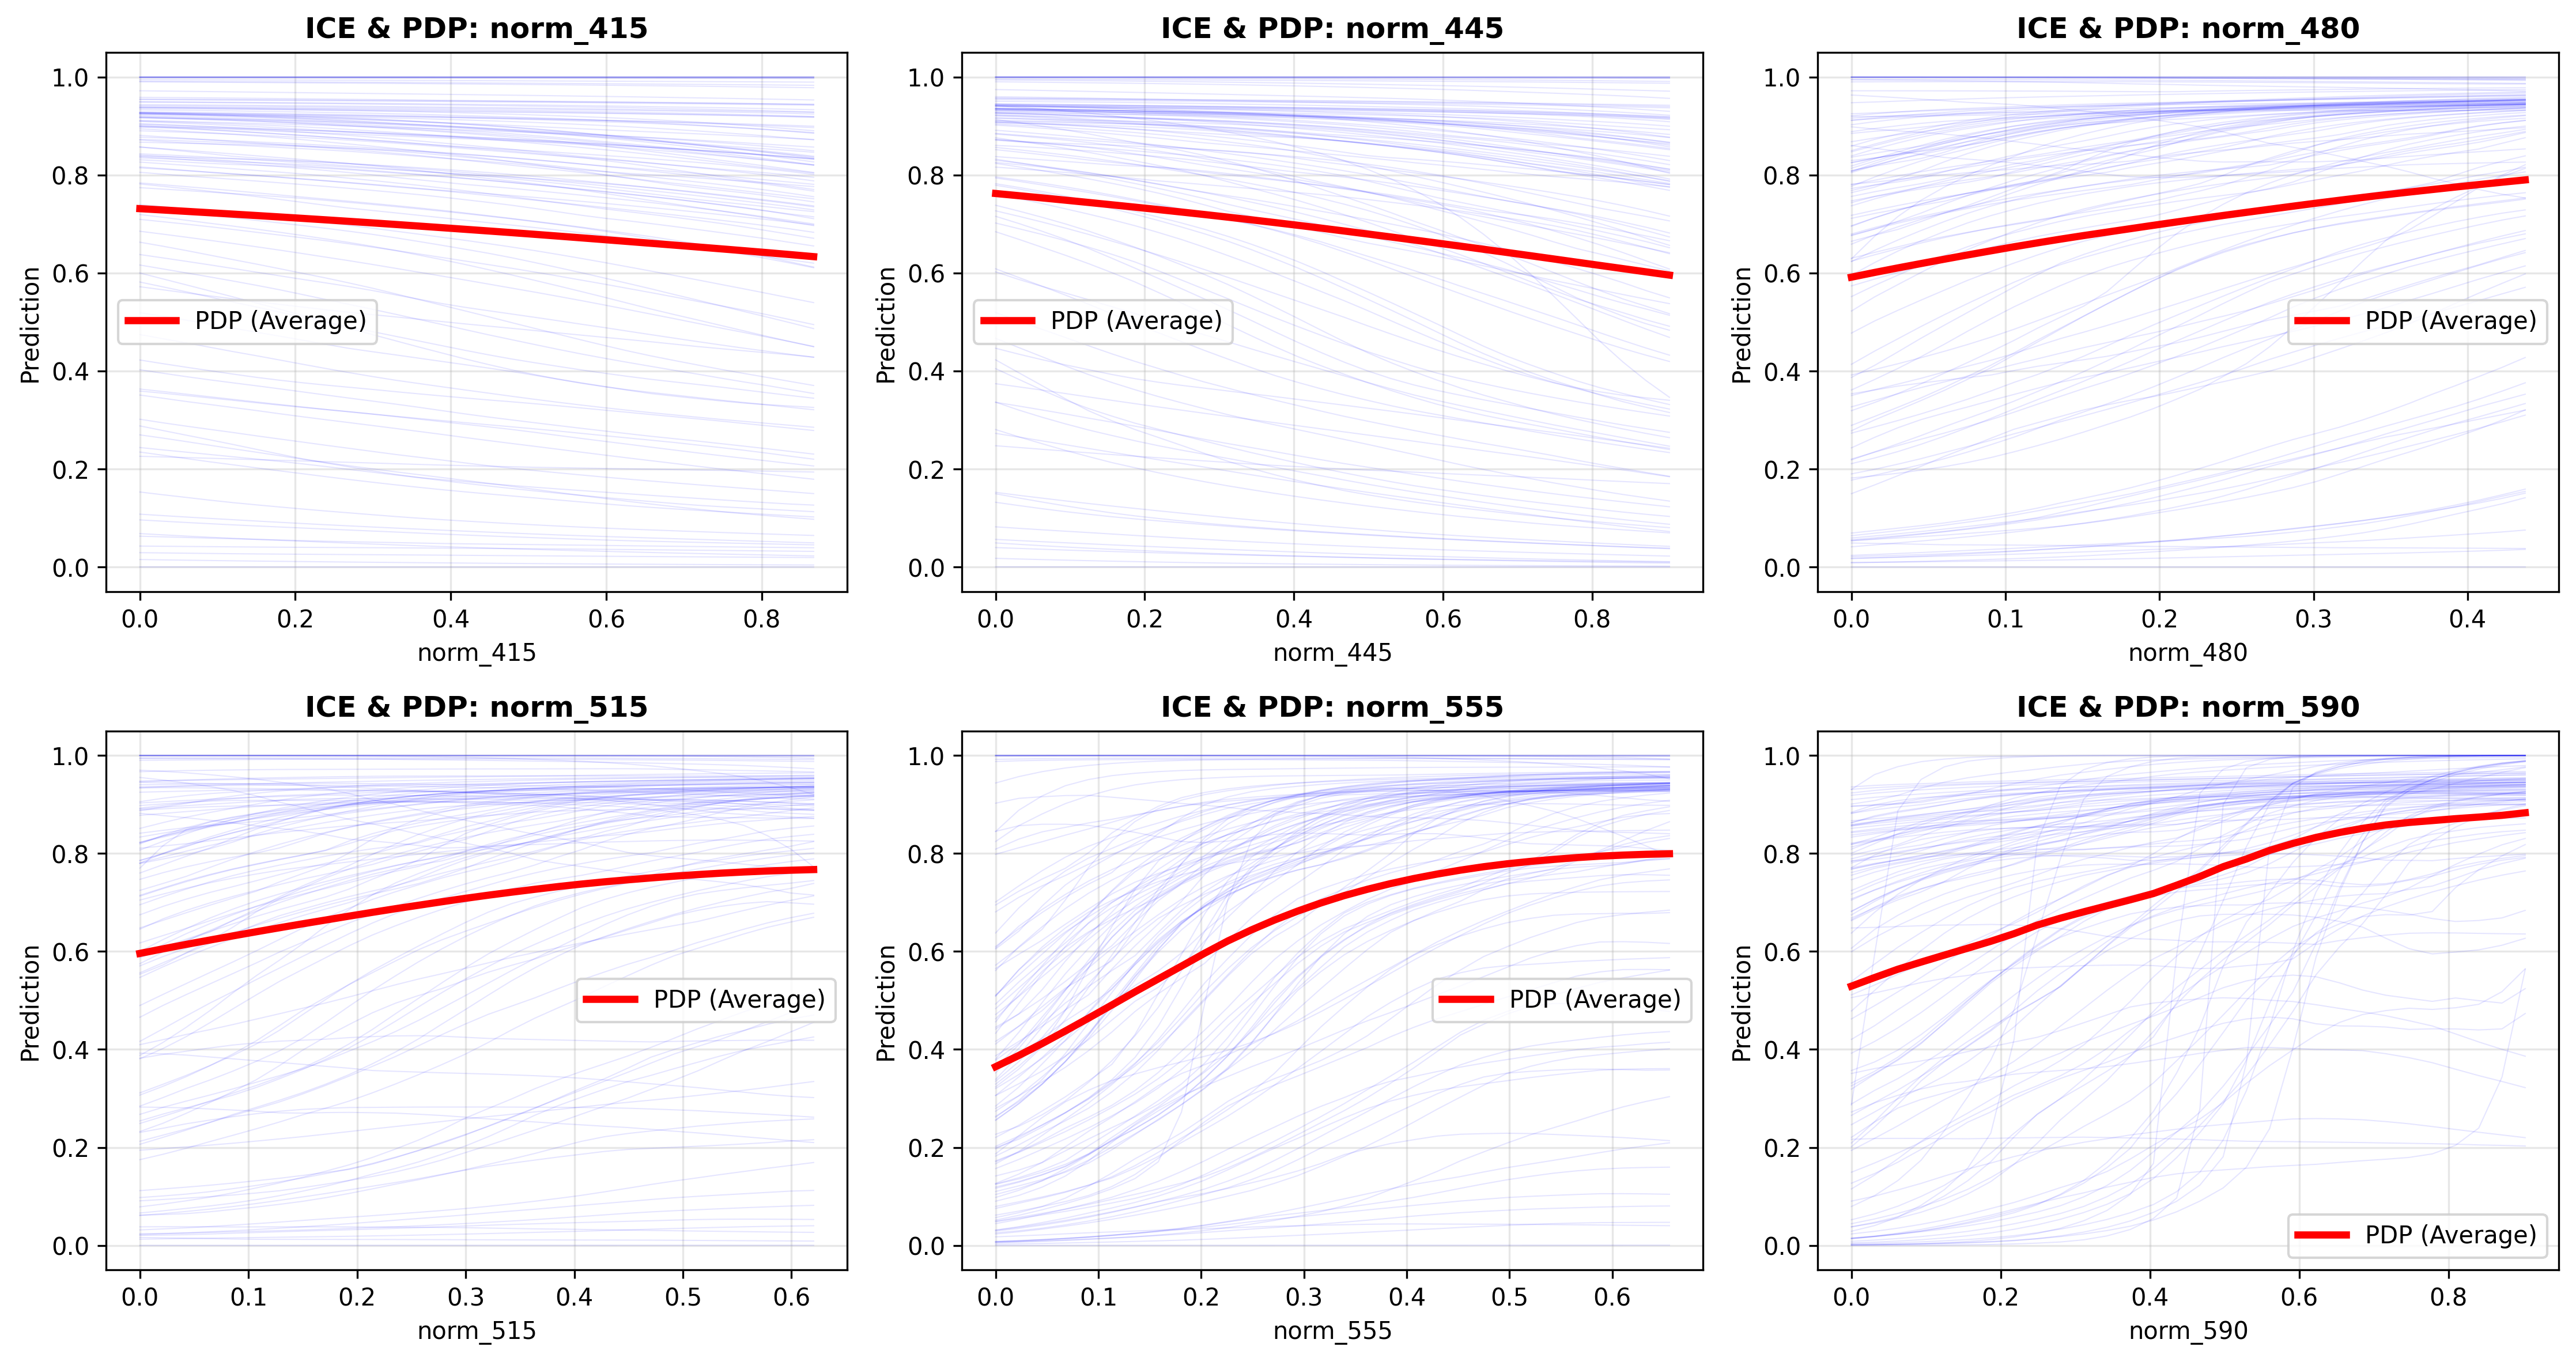 ICE & PDP: norm_415
1.0
0.8
0.6
0.4
0.2
0.0
Prediction
PDP (Average)
0.0 0.2 0.4 0.6 0.8
norm_415
ICE & PDP: norm_445
1.0
0.8
0.6
0.4
0.2
0.0
Prediction
PDP (Average)
0.0 0.2 0.4 0.6 0.8
norm_445
ICE & PDP: norm_480
1.0
0.8
0.6
0.4
0.2
0.0
Prediction
PDP (Average)
0.0 0.1 0.2 0.3 0.4
norm_480
ICE & PDP: norm_515
1.0
0.8
0.6
0.4
0.2
0.0
Prediction
PDP (Average)
0.0 0.1 0.2 0.3 0.4 0.5 0.6
norm_515
ICE & PDP: norm_555
1.0
0.8
0.6
0.4
0.2
0.0
Prediction
PDP (Average)
0.0 0.1 0.2 0.3 0.4 0.5 0.6
norm_555
ICE & PDP: norm_590
1.0
0.8
0.6
0.4
0.2
0.0
Prediction
PDP (Average)
0.0 0.2 0.4 0.6 0.8
norm_590